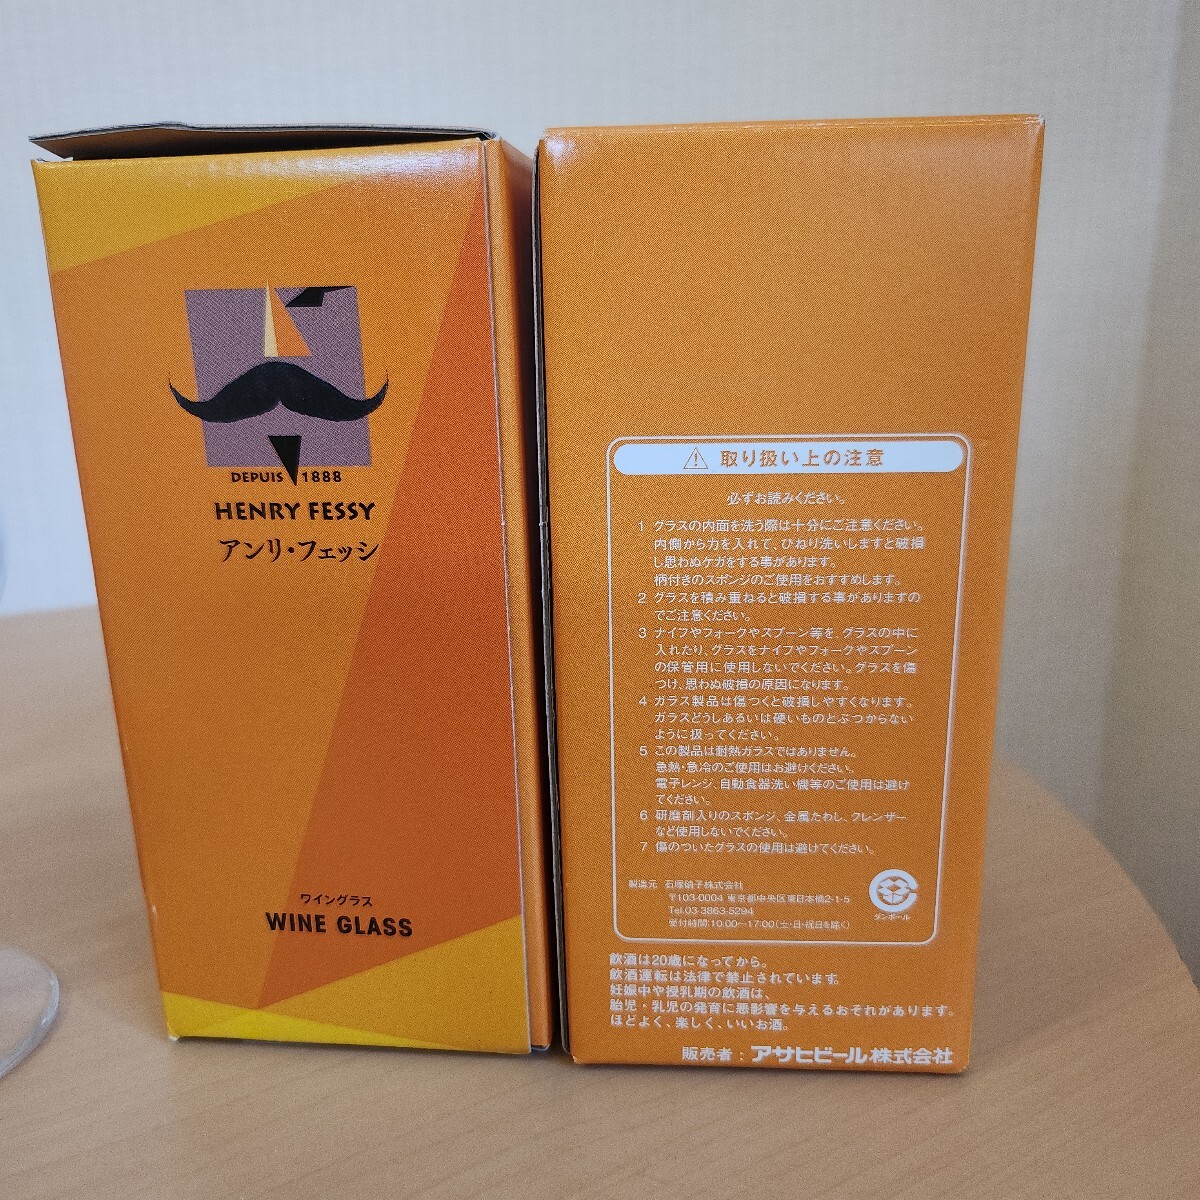 DEPUIS 1888
HENRY FESSY
アンリ・フェッシ
ワイングラス
WINE GLASS
取り扱い上の注意
必ずお読みください。
1 グラスの内面を洗う際は十分にご注意ください。
内側から力を入れて、ひねり洗いしますと破損
し思わぬケガをする事があります。
柄付きのスポンジのご使用をおすすめします。
2 グラスを積み重ねると破損する事がありますの
でご注意ください。
3 ナイフやフォークやスプーン等を、グラスの中に
入れたり、グラスをナイフやフォークやスプーン
の保管用に使用しないでください。グラスを傷
つけ、思わぬ破損の原因になります。
4 ガラス製品は傷つくと破損しやすくなります。
ガラスどうしあるいは硬いものとぶつからない
ように扱ってください。
5 この製品は耐熱ガラスではありません。
急熱・急冷のご使用はお避けください。
電子レンジ、自動食器洗い機等のご使用は避け
てください。
6 研磨剤入りのスポンジ、金属たわし、クレンザー
など使用しないでください。
7 傷のついたグラスの使用は避けてください。
製造元 石塚硝子株式会社
〒103-0004 東京都中央区東日本橋2-1-5
Tel.03-3863-5294
受付時間:10:00~17:00(土・日・祝日を除く)
ダンボール
飲酒は20歳になってから。
飲酒運転は法律で禁止されています。
妊娠中や授乳期の飲酒は、
胎児・乳児の発育に悪影響を与えるおそれがあります。
ほどよく、楽しく、いいお酒。
販売者：アサヒビール株式会社